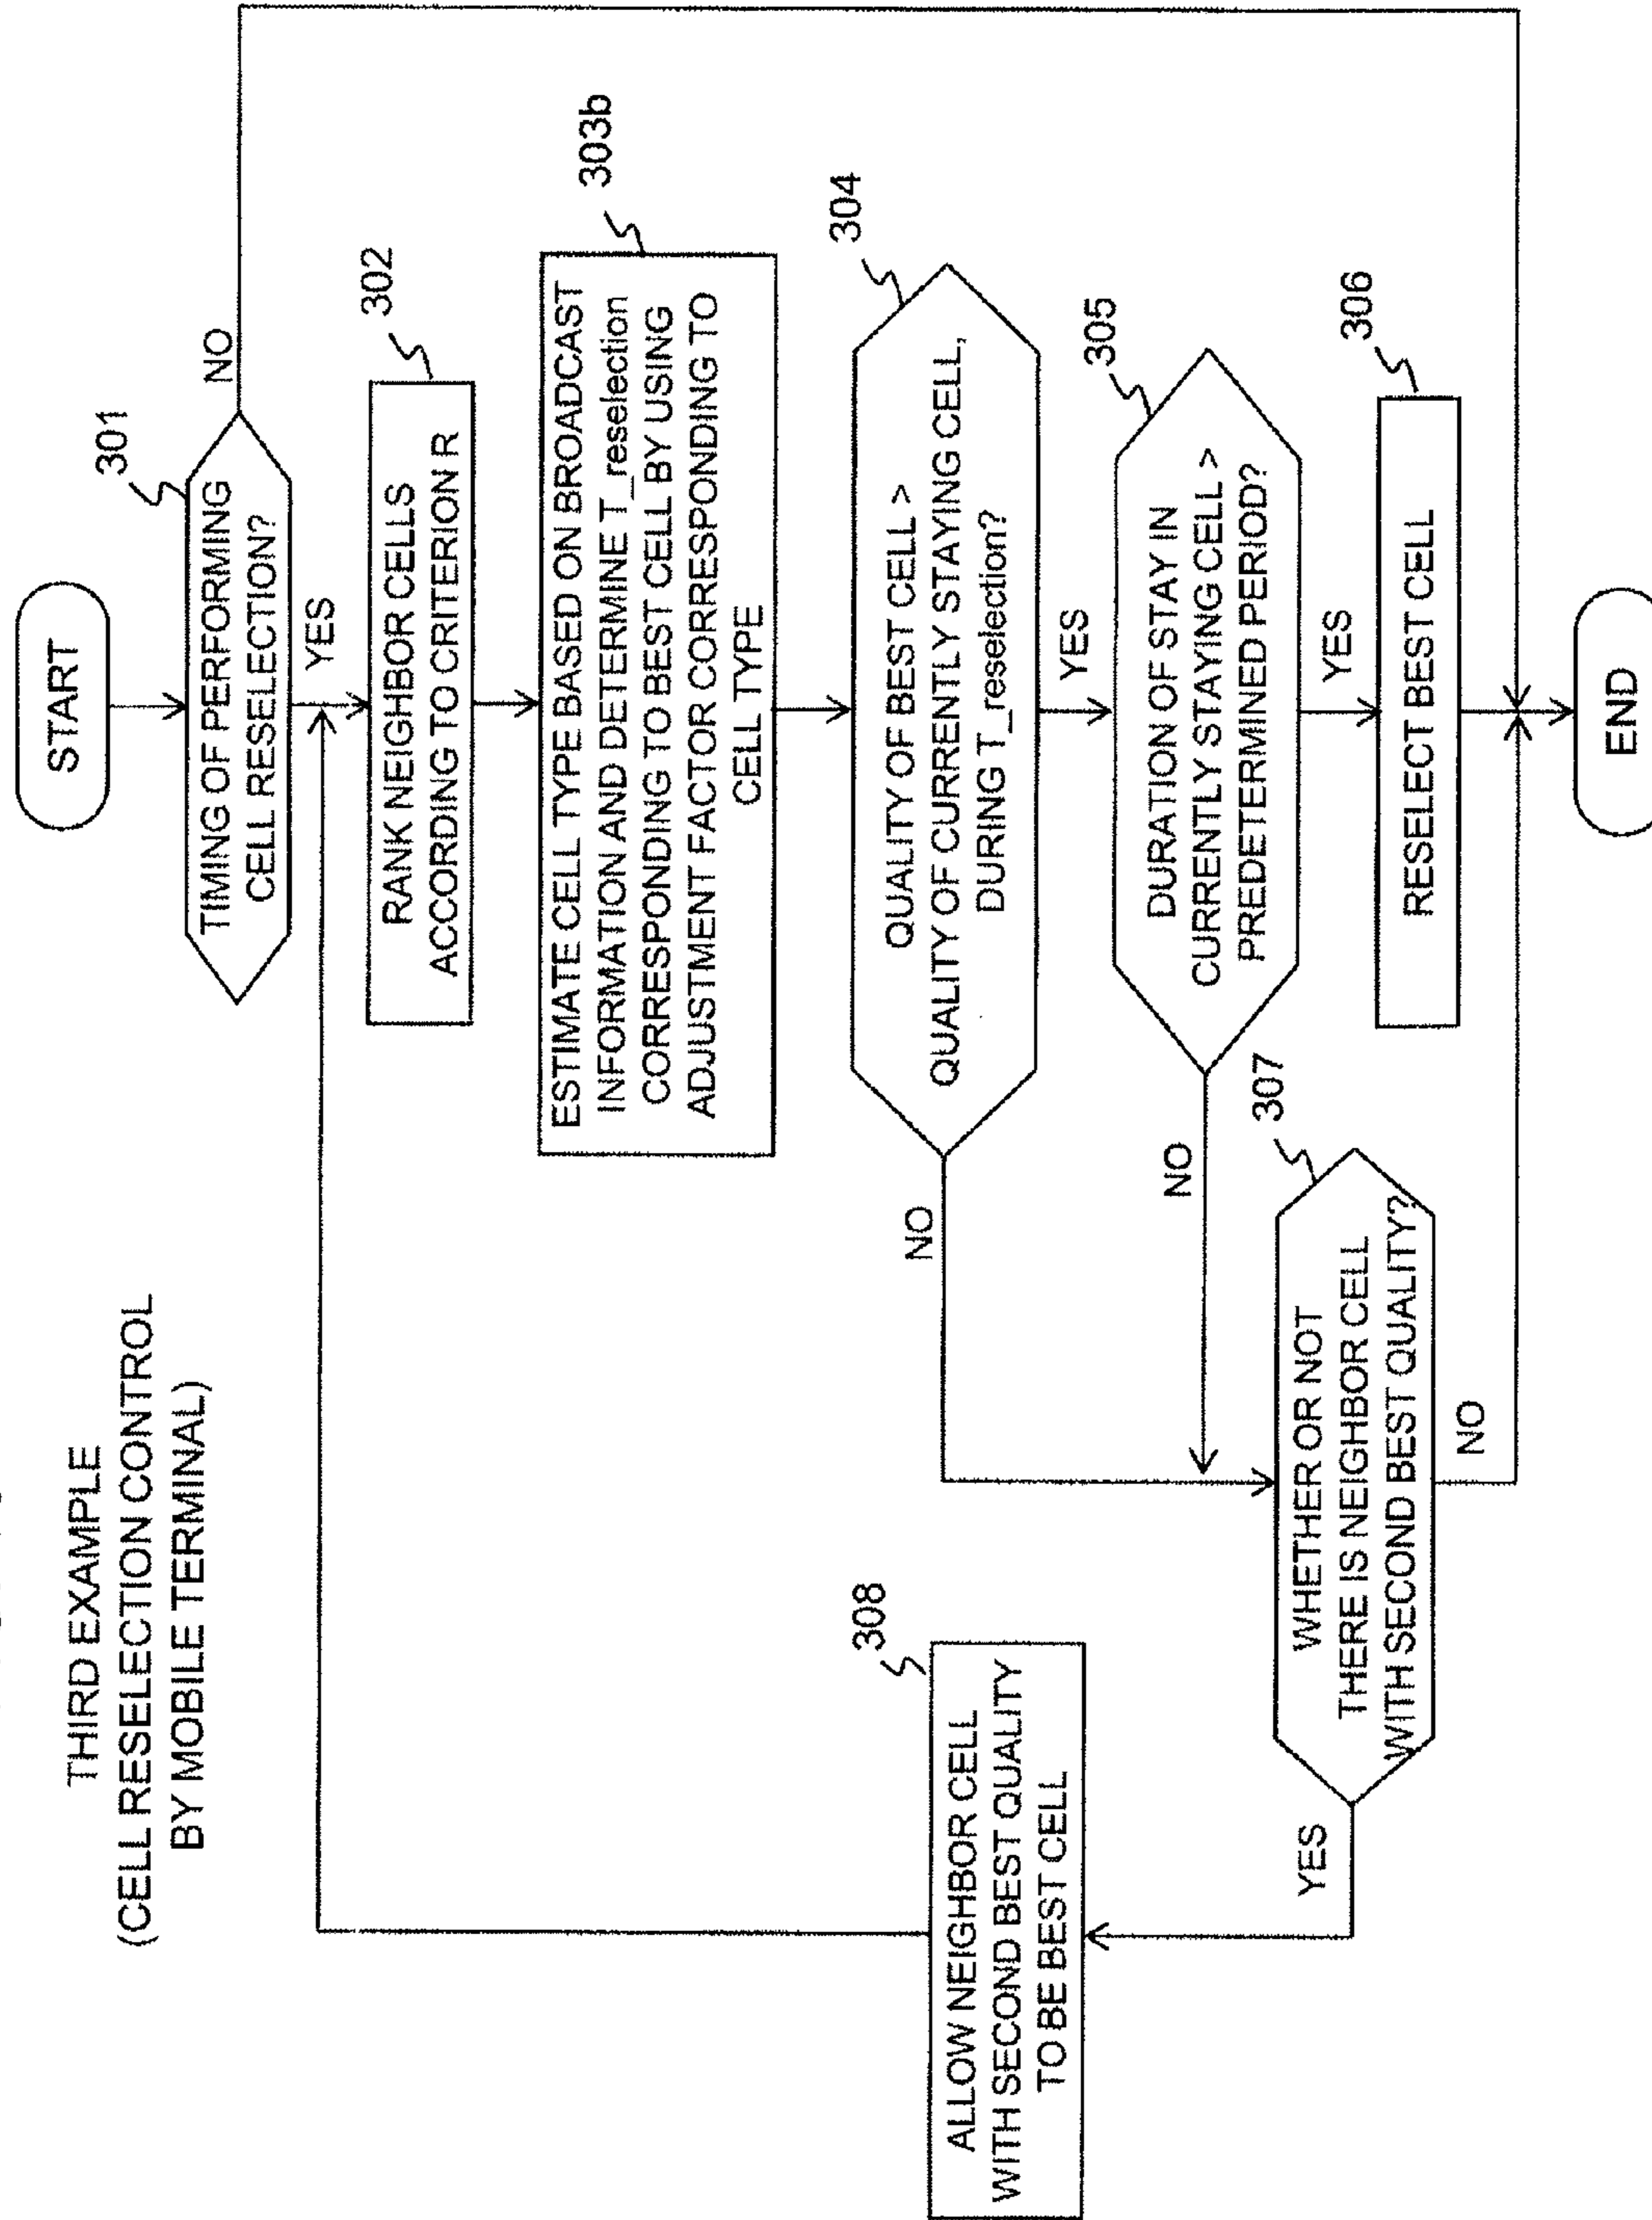 THIRD EXAMPLE
(CELL RESELECTION CONTROL
BY MOBILE TERMINAL)
START
301
TIMING OF PERFORMING
CELL RESELECTION?
NO
YES
302
RANK NEIGHBOR CELLS
ACCORDING TO CRITERION R
303b
ESTIMATE CELL TYPE BASED ON BROADCAST
INFORMATION AND DETERMINE T_reselection
CORRESPONDING TO BEST CELL BY USING
ADJUSTMENT FACTOR CORRESPONDING TO
CELL TYPE
304
QUALITY OF BEST CELL >
QUALITY OF CURRENTLY STAYING CELL,
DURING T_reselection?
NO
YES
305
DURATION OF STAY IN
CURRENTLY STAYING CELL >
PREDETERMINED PERIOD?
NO
YES
306
RESELECT BEST CELL
307
WHETHER OR NOT
THERE IS NEIGHBOR CELL
WITH SECOND BEST QUALITY?
NO
YES
308
ALLOW NEIGHBOR CELL
WITH SECOND BEST QUALITY
TO BE BEST CELL
END